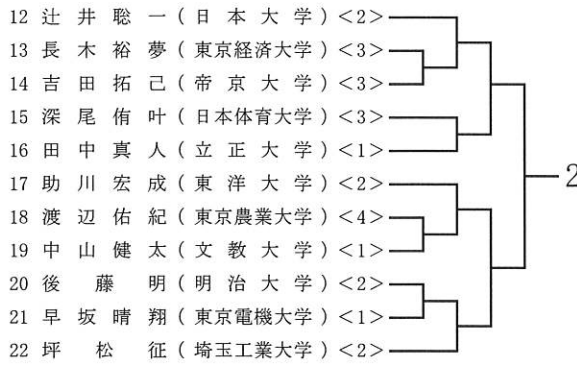 12 辻井聡一(日本大学)<2>
13 長木裕夢(東京経済大学)<3>
14 吉田拓己(帝京大学)<3>
15 深尾侑叶(日本体育大学)<3>
16 田中真人(立正大学)<1>
17 助川宏成(東洋大学)<2>
2
18 渡辺佑紀(東京農業大学)<4>
19 中山健太(文教大学)<1>
20 後藤明(明治大学)<2>
21 早坂晴翔(東京電機大学)<1>
22 坪松征(埼玉工業大学)<2>